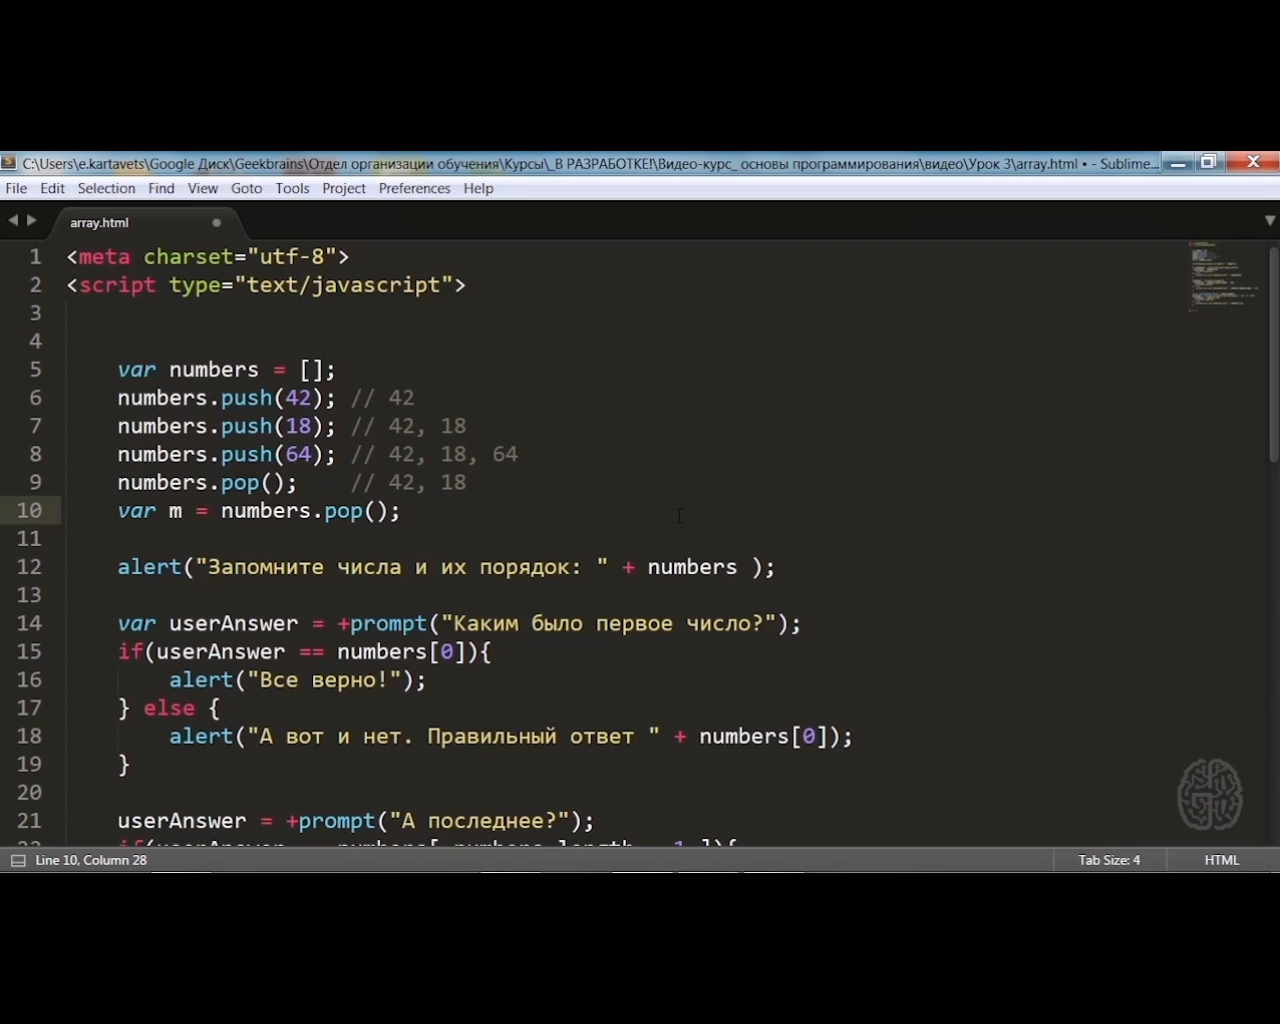 C:\Users\e.kartavets\Google Диск\Geekbrains\Отдел организации обучения\Курсы\_В РАЗРАБОТКЕ!\Видео-курс_ основы программирования\видео\Урок 3\array.html • - Sublime...
File Edit Selection Find View Goto Tools Project Preferences Help
array.html
1 <meta charset="utf-8">
2 <script type="text/javascript">
3
4
5 var numbers = [];
6 numbers.push(42); // 42
7 numbers.push(18); // 42, 18
8 numbers.push(64); // 42, 18, 64
9 numbers.pop(); // 42, 18
10 var m = numbers.pop();
11
12 alert("Запомните числа и их порядок: " + numbers );
13
14 var userAnswer = +prompt("Каким было первое число?");
15 if(userAnswer == numbers[0]){
16 alert("Все верно!");
17 } else {
18 alert("А вот и нет. Правильный ответ " + numbers[0]);
19 }
20
21 userAnswer = +prompt("А последнее?");
Line 10, Column 28 Tab Size: 4 HTML